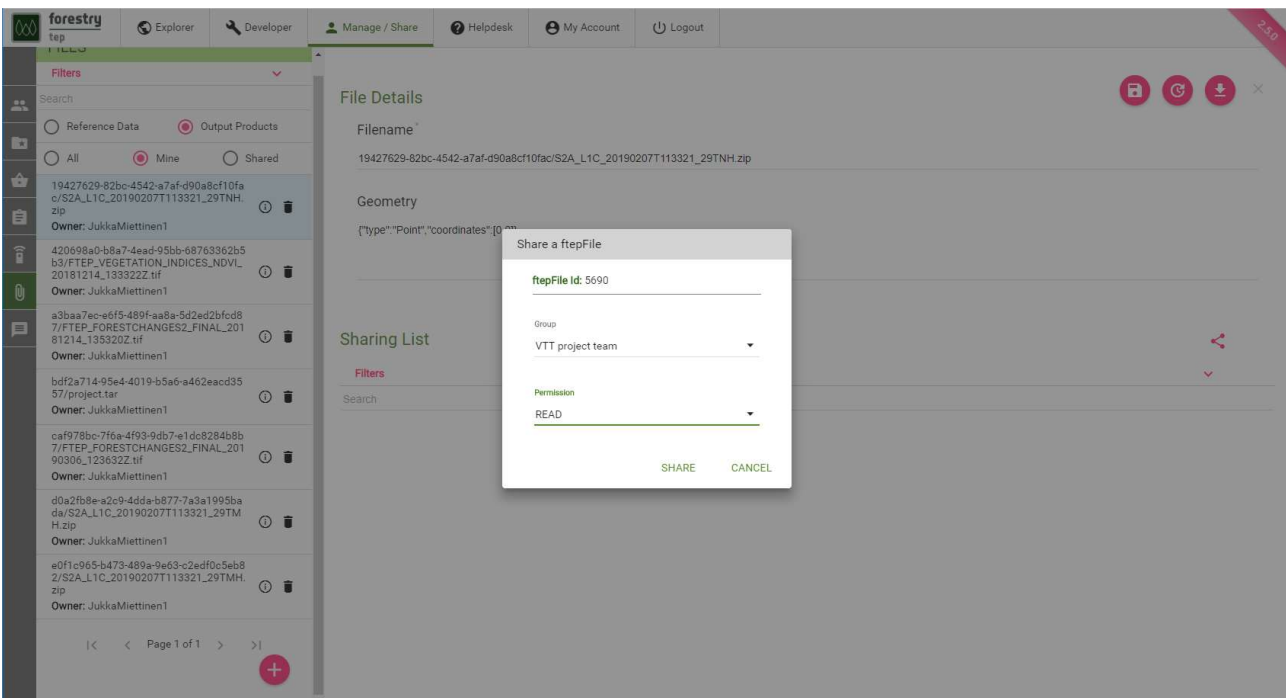 forestry
tep
Explorer
Developer
Manage / Share
Helpdesk
My Account
Logout
2.5.0
FILES
Filters
Search
Reference Data
Output Products
All
Mine
Shared
19427629-82bc-4542-a7af-d90a8cf10fa
c/S2A_L1C_20190207T113321_29TNH.
zip
Owner: JukkaMiettinen1
420698a0-b8a7-4ead-95bb-68763362b5
b3/FTEP_VEGETATION_INDICES_NDVI_
20181214_133322Z.tif
Owner: JukkaMiettinen1
a3baa7ec-e6f5-489f-aa8a-5d2ed2bfcd8
7/FTEP_FORESTCHANGES2_FINAL_201
81214_135320Z.tif
Owner: JukkaMiettinen1
bdf2a714-95e4-4019-b5a6-a462eacd35
57/project.tar
Owner: JukkaMiettinen1
caf978bc-7f6a-4f93-9db7-e1dc8284b8b
7/FTEP_FORESTCHANGES2_FINAL_201
90306_123632Z.tif
Owner: JukkaMiettinen1
d0a2fb8e-a2c9-4dda-b877-7a3a1995ba
da/S2A_L1C_20190207T113321_29TM
H.zip
Owner: JukkaMiettinen1
e0f1c965-b473-489a-9e63-c2edf0c5eb8
2/S2A_L1C_20190207T113321_29TMH.
zip
Owner: JukkaMiettinen1
Page 1 of 1
File Details
Filename*
19427629-82bc-4542-a7af-d90a8cf10fac/S2A_L1C_20190207T113321_29TNH.zip
Geometry
{"type":"Point","coordinates":[0,0]}
Sharing List
Filters
Search
Share a ftepFile
ftepFile Id: 5690
Group
VTT project team
Permission
READ
SHARE
CANCEL